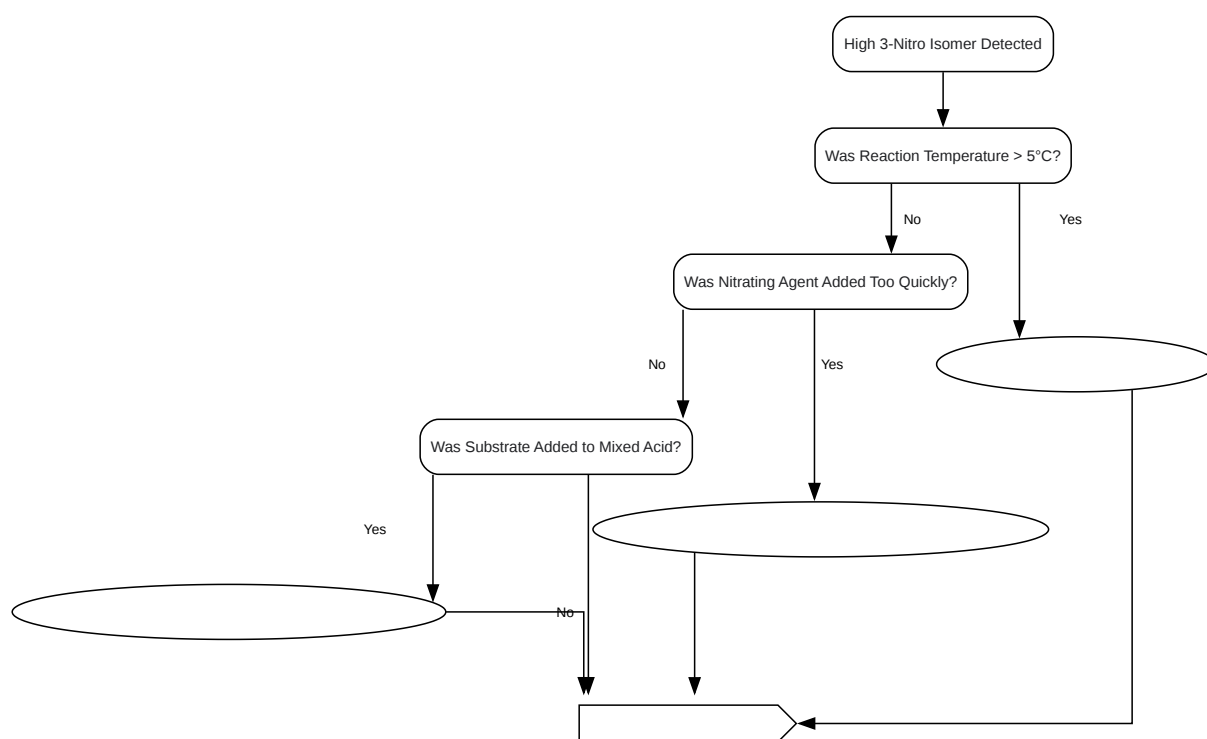 High 3-Nitro Isomer Detected
Was Reaction Temperature > 5°C?
No
Yes
Was Nitrating Agent Added Too Quickly?
No
Yes
Was Substrate Added to Mixed Acid?
Yes
No